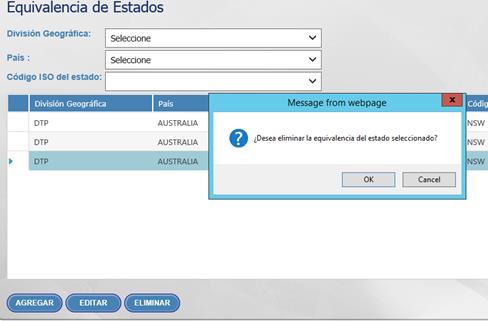 Equivalencia de Estados
División Geográfica:
Seleccione
País :
Seleccione
Código ISO del estado:
División Geográfica País Códig
DTP AUSTRALIA NSW
DTP AUSTRALIA NSW
DTP AUSTRALIA NSW
Message from webpage
x
?
¿Desea eliminar la equivalencia del estado seleccionado?
OK Cancel
AGREGAR EDITAR ELIMINAR